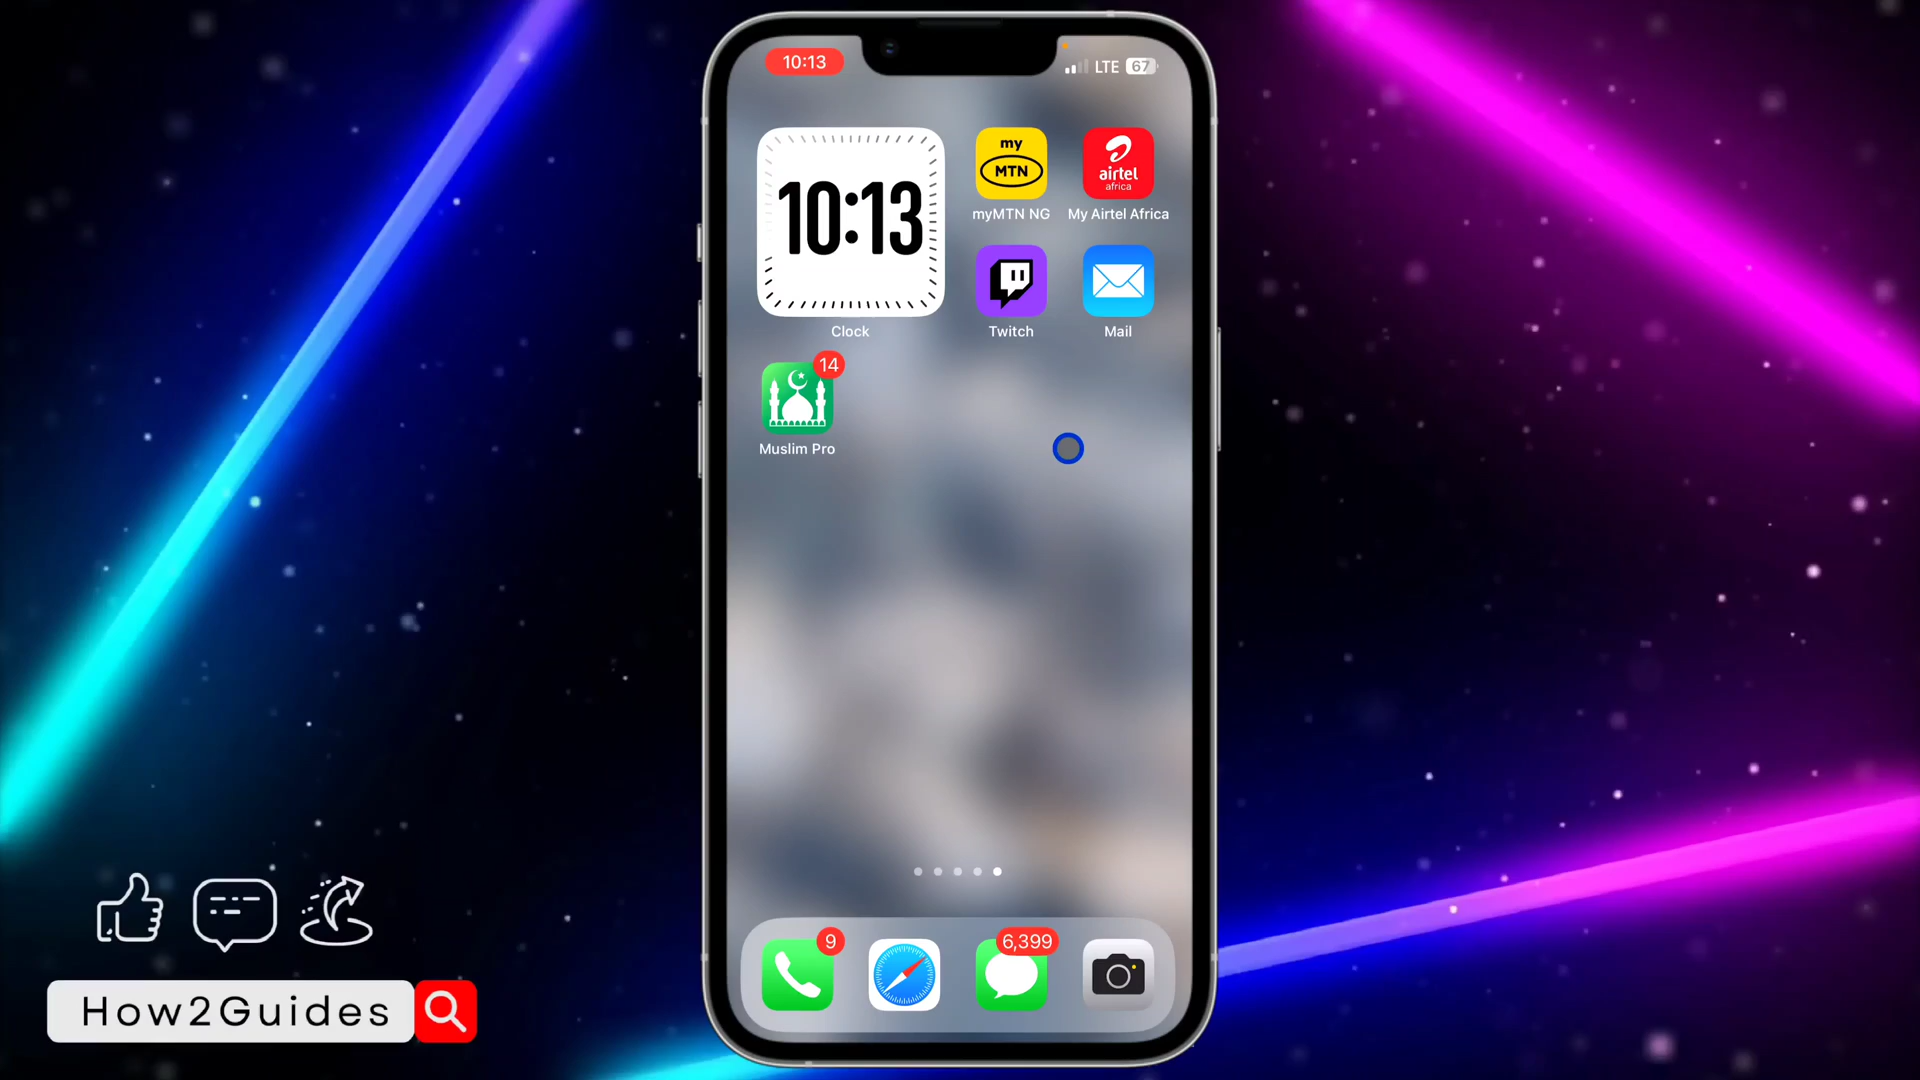 10:13
LTE 67
10:13
my
MTN
airtel
africa
myMTN NG
My Airtel Africa
Clock
Twitch
Mail
14
Muslim Pro
9
6,399
How2Guides